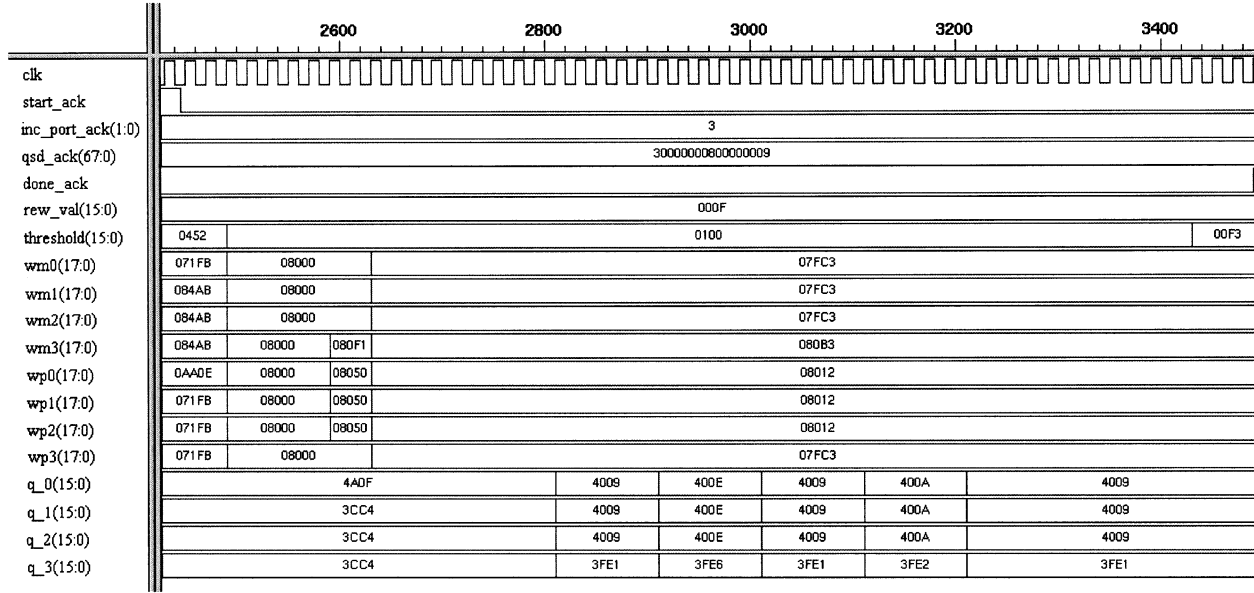 2600 2800 3000 3200 3400
clk
start_ack
inc_port_ack(1:0) 3
qsd_ack(67:0) 30000000800000009
done_ack
rew_val(15:0) 000F
threshold(15:0) 0452 0100 00F3
wm0(17:0) 071FB 08000 07FC3
wm1(17:0) 084AB 08000 07FC3
wm2(17:0) 084AB 08000 07FC3
wm3(17:0) 084AB 08000 080F1 080B3
wp0(17:0) 0AA0E 08000 08050 08012
wp1(17:0) 071FB 08000 08050 08012
wp2(17:0) 071FB 08000 08050 08012
wp3(17:0) 071FB 08000 07FC3
q_0(15:0) 4A0F 4009 400E 4009 400A 4009
q_1(15:0) 3CC4 4009 400E 4009 400A 4009
q_2(15:0) 3CC4 4009 400E 4009 400A 4009
q_3(15:0) 3CC4 3FE1 3FE6 3FE1 3FE2 3FE1